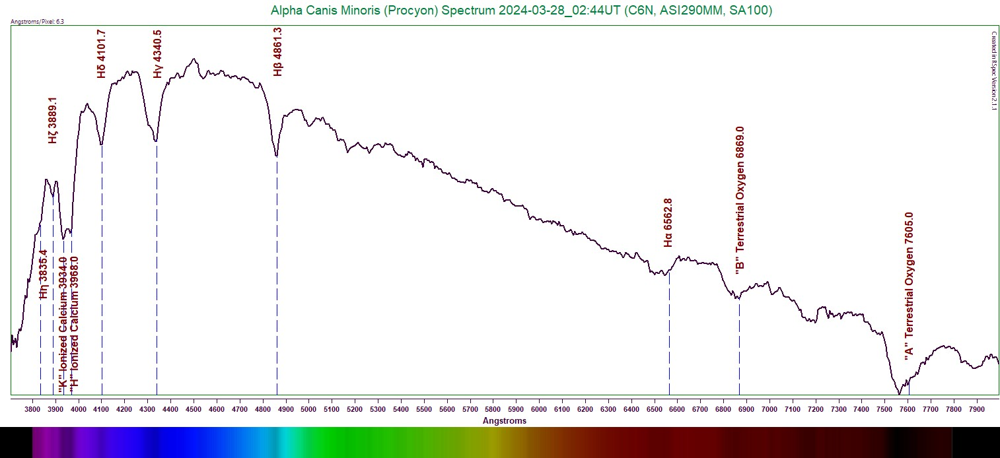 Alpha Canis Minoris (Procyon) Spectrum 2024-03-28_02:44UT (C6N, ASI290MM, SA100)
Angstroms/Pixel: 6.3
Created in RSpec Version 2.1.1
Hη 3835.4
Hζ 3889.1
"K" Ionized Calcium 3934.0
"H" Ionized Calcium 3968.0
Hδ 4101.7
Hγ 4340.5
Hβ 4861.3
Hα 6562.8
"B" Terrestrial Oxygen 6869.0
"A" Terrestrial Oxygen 7605.0
3800 3900 4000 4100 4200 4300 4400 4500 4600 4700 4800 4900 5000 5100 5200 5300 5400 5500 5600 5700 5800 5900 6000 6100 6200 6300 6400 6500 6600 6700 6800 6900 7000 7100 7200 7300 7400 7500 7600 7700 7800 7900
Angstroms